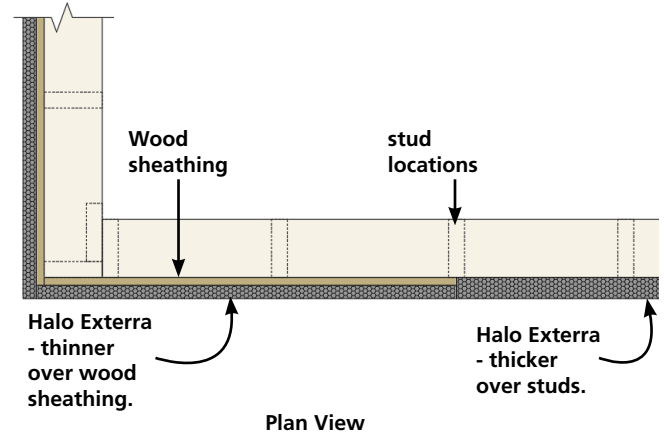 Wood
sheathing
stud
locations
Halo Exterra
- thinner
over wood
sheathing.
Halo Exterra
- thicker
over studs.
Plan View